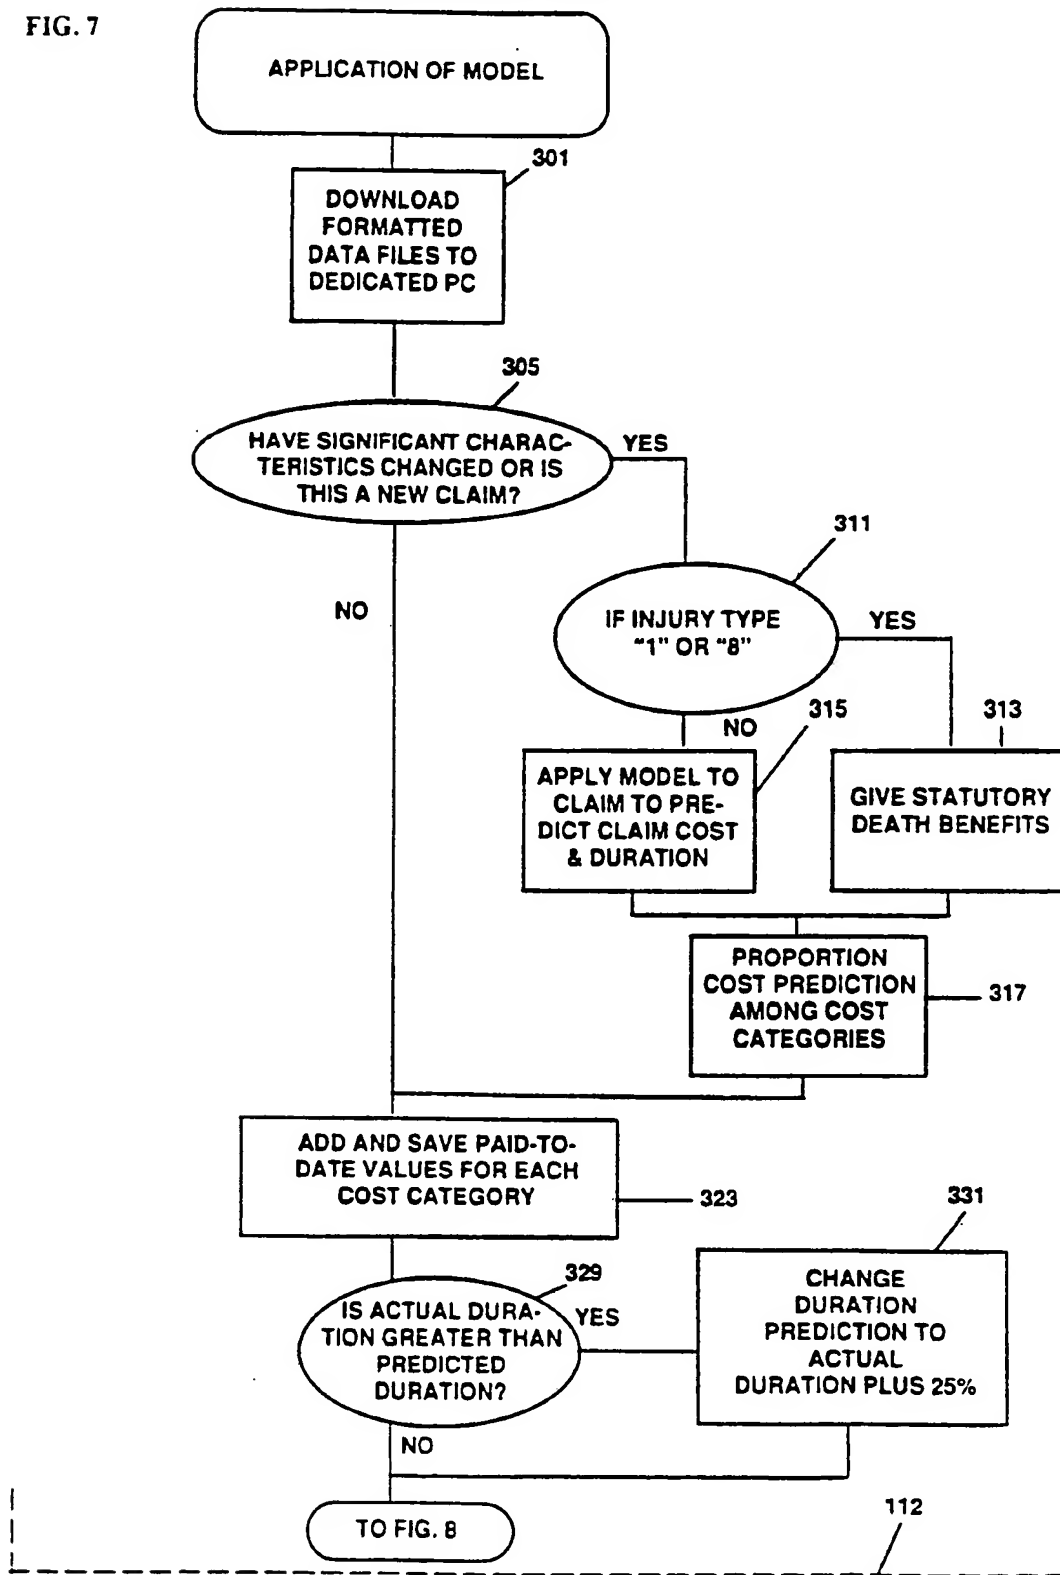 FIG. 7
APPLICATION OF MODEL
301
DOWNLOAD
FORMATTED
DATA FILES TO
DEDICATED PC
305
HAVE SIGNIFICANT CHARAC-
TERISTICS CHANGED OR IS
THIS A NEW CLAIM?
YES
NO
311
IF INJURY TYPE
"1" OR "8"
YES
NO
315
313
APPLY MODEL TO
CLAIM TO PRE-
DICT CLAIM COST
& DURATION
GIVE STATUTORY
DEATH BENEFITS
PROPORTION
COST PREDICTION
AMONG COST
CATEGORIES
317
ADD AND SAVE PAID-TO-
DATE VALUES FOR EACH
COST CATEGORY
323
329
IS ACTUAL DURA-
TION GREATER THAN
PREDICTED
DURATION?
YES
NO
331
CHANGE
DURATION
PREDICTION TO
ACTUAL
DURATION PLUS 25%
TO FIG. 8
112